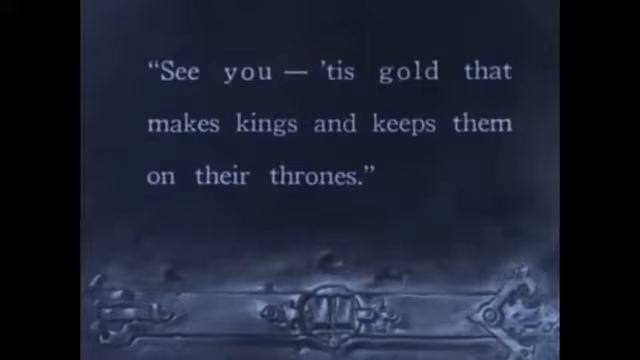 “See you — ’tis gold that
makes kings and keeps them
on their thrones.”